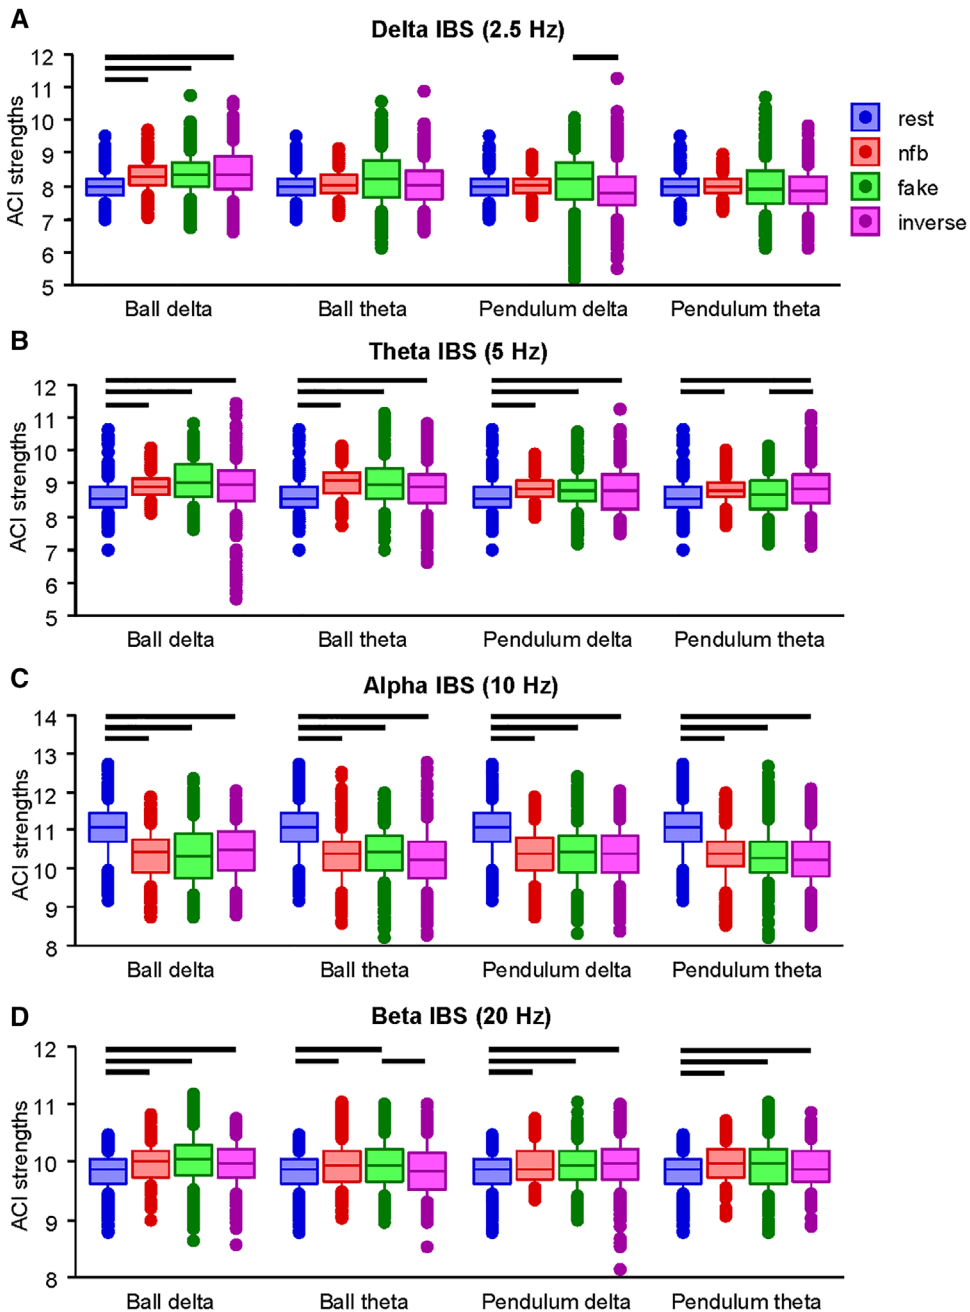 A
Delta IBS (2.5 Hz)
ACI strengths
12
11
10
9
8
7
6
5
Ball delta Ball theta Pendulum delta Pendulum theta
rest
nfb
fake
inverse
B
Theta IBS (5 Hz)
ACI strengths
12
11
10
9
8
7
6
5
Ball delta Ball theta Pendulum delta Pendulum theta
C
Alpha IBS (10 Hz)
ACI strengths
14
13
12
11
10
9
8
Ball delta Ball theta Pendulum delta Pendulum theta
D
Beta IBS (20 Hz)
ACI strengths
12
11
10
9
8
Ball delta Ball theta Pendulum delta Pendulum theta